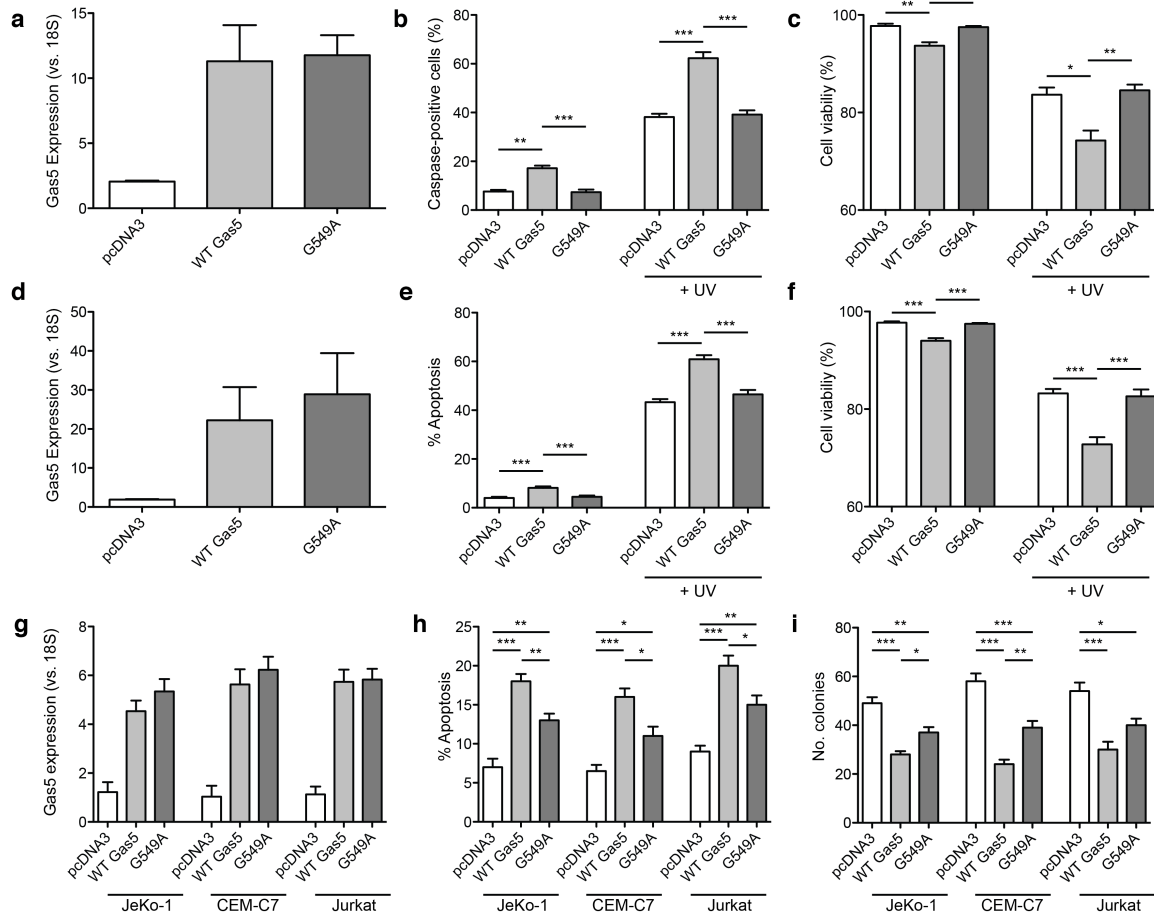 a
Gas5 Expression (vs. 18S)
15
10
5
0
pcDNA3
WT Gas5
G549A
b
Caspase-positive cells (%)
80
60
40
20
0
**
***
***
***
pcDNA3
WT Gas5
G549A
pcDNA3
WT Gas5
G549A
+ UV
c
Cell viabiliy (%)
100
80
60
**
*
**
pcDNA3
WT Gas5
G549A
pcDNA3
WT Gas5
G549A
+ UV
d
Gas5 Expression (vs. 18S)
50
40
30
20
10
0
pcDNA3
WT Gas5
G549A
e
% Apoptosis
80
60
40
20
0
***
***
***
***
pcDNA3
WT Gas5
G549A
pcDNA3
WT Gas5
G549A
+ UV
f
Cell viabiliy (%)
100
80
60
***
***
***
***
pcDNA3
WT Gas5
G549A
pcDNA3
WT Gas5
G549A
+ UV
g
Gas5 expression (vs. 18S)
8
6
4
2
0
pcDNA3
WT Gas5
G549A
pcDNA3
WT Gas5
G549A
pcDNA3
WT Gas5
G549A
JeKo-1
CEM-C7
Jurkat
h
% Apoptosis
25
20
15
10
5
0
**
***
**
*
***
*
**
***
*
pcDNA3
WT Gas5
G549A
pcDNA3
WT Gas5
G549A
pcDNA3
WT Gas5
G549A
JeKo-1
CEM-C7
Jurkat
i
No. colonies
80
60
40
20
0
**
***
*
***
***
**
*
***
pcDNA3
WT Gas5
G549A
pcDNA3
WT Gas5
G549A
pcDNA3
WT Gas5
G549A
JeKo-1
CEM-C7
Jurkat